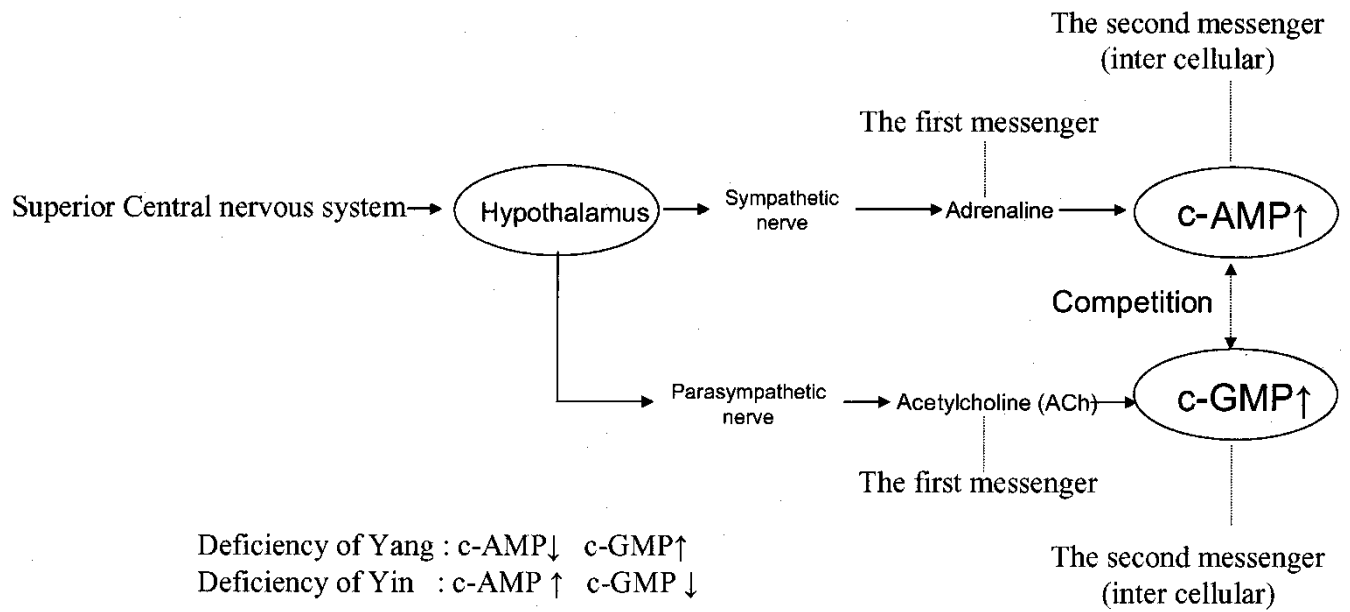 The second messenger
(inter cellular)
The first messenger
Superior Central nervous system
Hypothalamus
Sympathetic
nerve
Adrenaline
c-AMP↑
Competition
Parasympathetic
nerve
Acetylcholine (ACh)
c-GMP↑
The first messenger
Deficiency of Yang : c-AMP↓ c-GMP↑
Deficiency of Yin : c-AMP ↑ c-GMP ↓
The second messenger
(inter cellular)